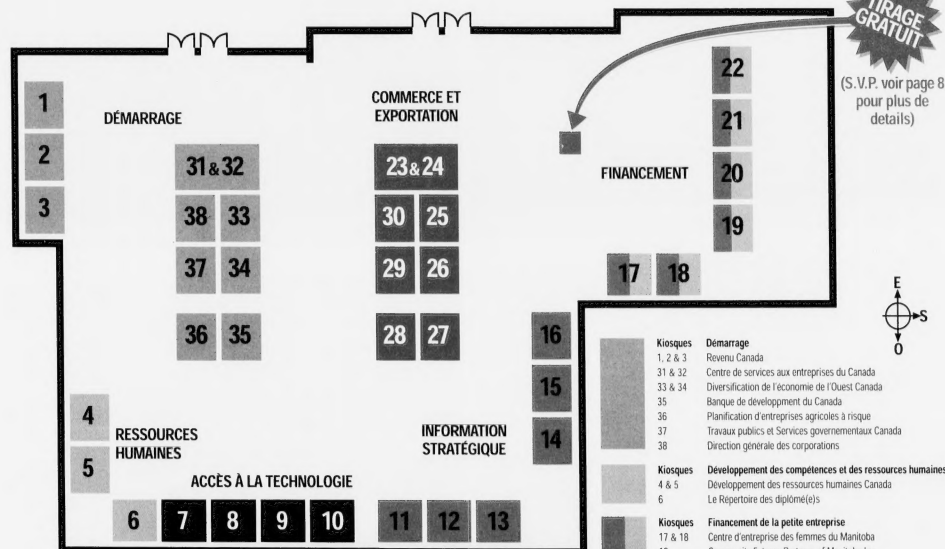 TIRAGE
GRATUIT
(S.V.P. voir page 8
pour plus de
details)
1
2
3
DÉMARRAGE
31 & 32
38 33
37 34
36 35
COMMERCE ET
EXPORTATION
23 & 24
30 25
29 26
28 27
FINANCEMENT
22
21
20
19
17 18
16
15
14
INFORMATION
STRATÉGIQUE
4
5
RESSOURCES
HUMAINES
ACCÈS À LA TECHNOLOGIE
6 7 8 9 10 11 12 13
E
S
O
Kiosques Démarrage
1, 2 & 3 Revenu Canada
31 & 32 Centre de services aux entreprises du Canada
33 & 34 Diversification de l'économie de l'Ouest Canada
35 Banque de développment du Canada
36 Planification d'entreprises agricoles à risque
37 Travaux publics et Services governementaux Canada
38 Direction générale des corporations
Kiosques Développement des compétences et des ressources humaines
4 & 5 Développement des ressources humaines Canada
6 Le Répertoire des diplômé(e)s
Kiosques Financement de la petite entreprise
17 & 18 Centre d'entreprise des femmes du Manitoba